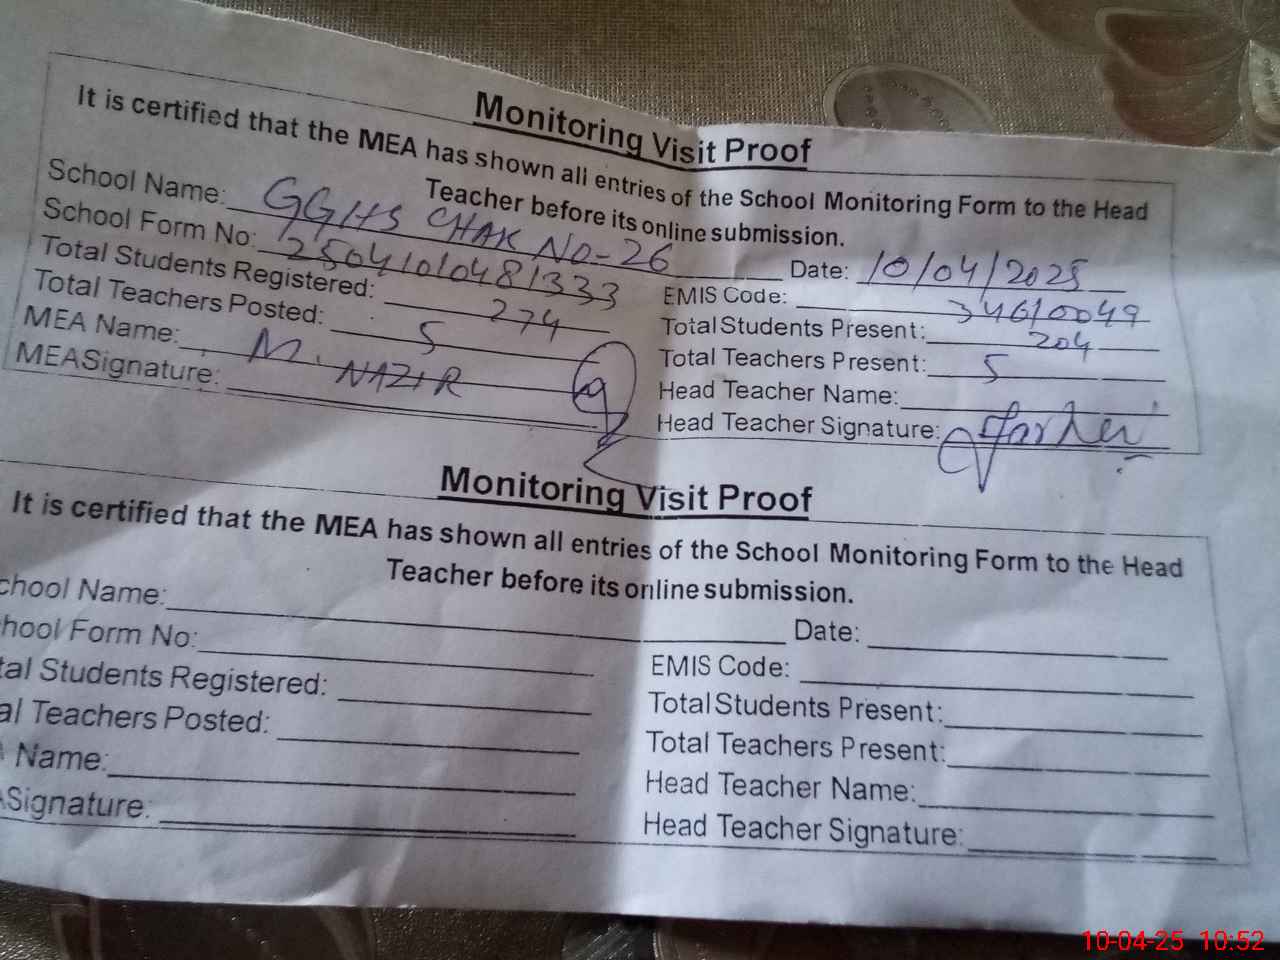 Monitoring Visit Proof
It is certified that the MEA has shown all entries of the School Monitoring Form to the Head
Teacher before its online submission.
School Name: GGHS CHAK NO-26 Date: 10/04/2025
School Form No: 25041010481333 EMIS Code: 34610049
Total Students Registered: 274 Total Students Present: 204
Total Teachers Posted: 5 Total Teachers Present: 5
MEA Name: M. NAZIR Head Teacher Name:
MEASignature: Head Teacher Signature:
Monitoring Visit Proof
It is certified that the MEA has shown all entries of the School Monitoring Form to the Head
Teacher before its online submission.
chool Name: Date:
hool Form No: EMIS Code:
tal Students Registered: Total Students Present:
al Teachers Posted: Total Teachers Present:
Name: Head Teacher Name:
Signature: Head Teacher Signature:
10-04-25 10:52